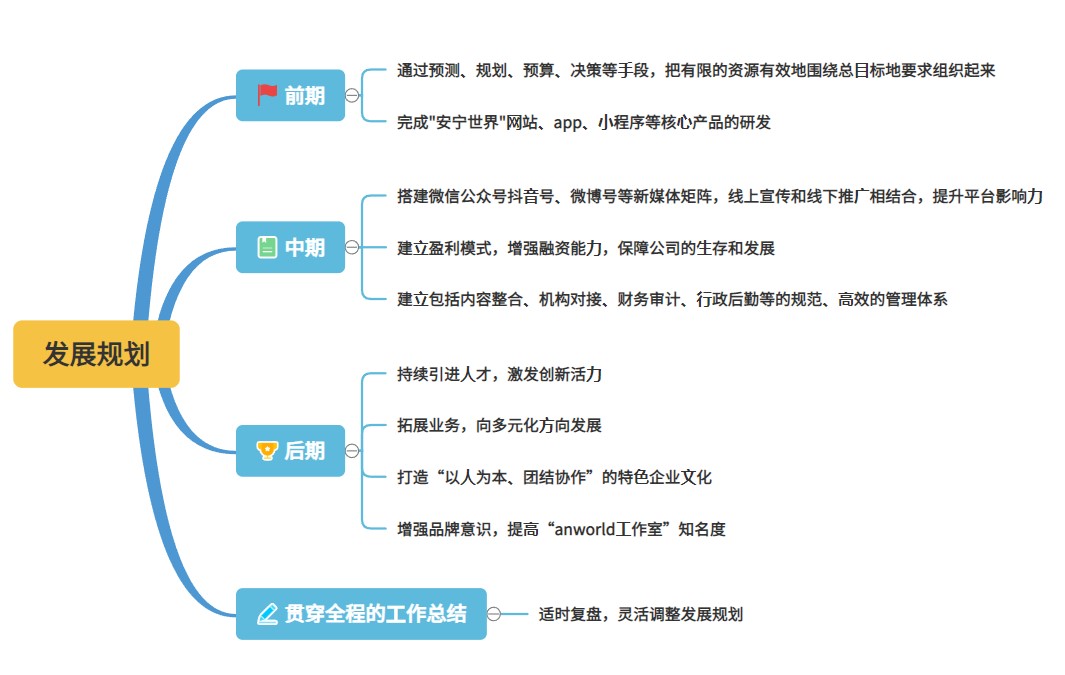 发展规划
前期
通过预测、规划、预算、决策等手段，把有限的资源有效地围绕总目标地要求组织起来
完成"安宁世界"网站、app、小程序等核心产品的研发
中期
搭建微信公众号抖音号、微博号等新媒体矩阵，线上宣传和线下推广相结合，提升平台影响力
建立盈利模式，增强融资能力，保障公司的生存和发展
建立包括内容整合、机构对接、财务审计、行政后勤等的规范、高效的管理体系
后期
持续引进人才，激发创新活力
拓展业务，向多元化方向发展
打造“以人为本、团结协作”的特色企业文化
增强品牌意识，提高“anworld工作室”知名度
贯穿全程的工作总结
适时复盘，灵活调整发展规划